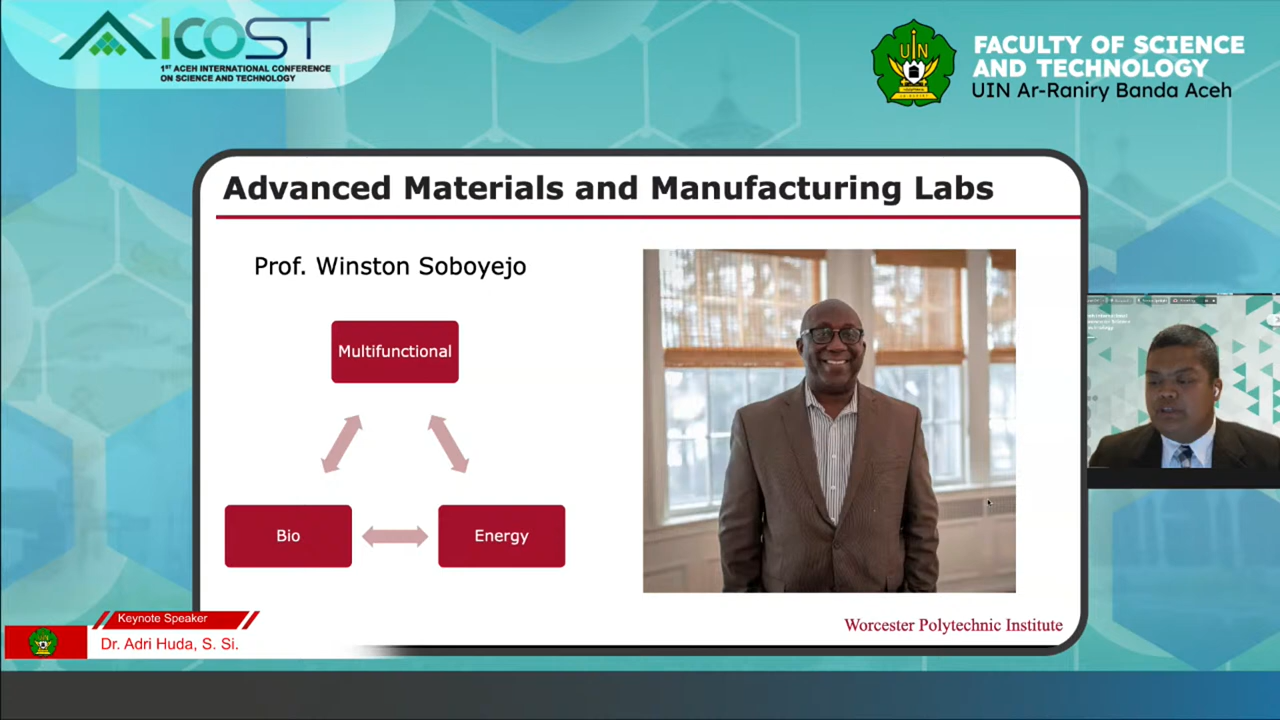 AICOST
1ST ACEH INTERNATIONAL CONFERENCE
ON SCIENCE AND TECHNOLOGY
UIN
FACULTY OF SCIENCE
AND TECHNOLOGY
UIN Ar-Raniry Banda Aceh
Advanced Materials and Manufacturing Labs
Prof. Winston Soboyejo
Multifunctional
Bio
Energy
Worcester Polytechnic Institute
Keynote Speaker
Dr. Adri Huda, S. Si.